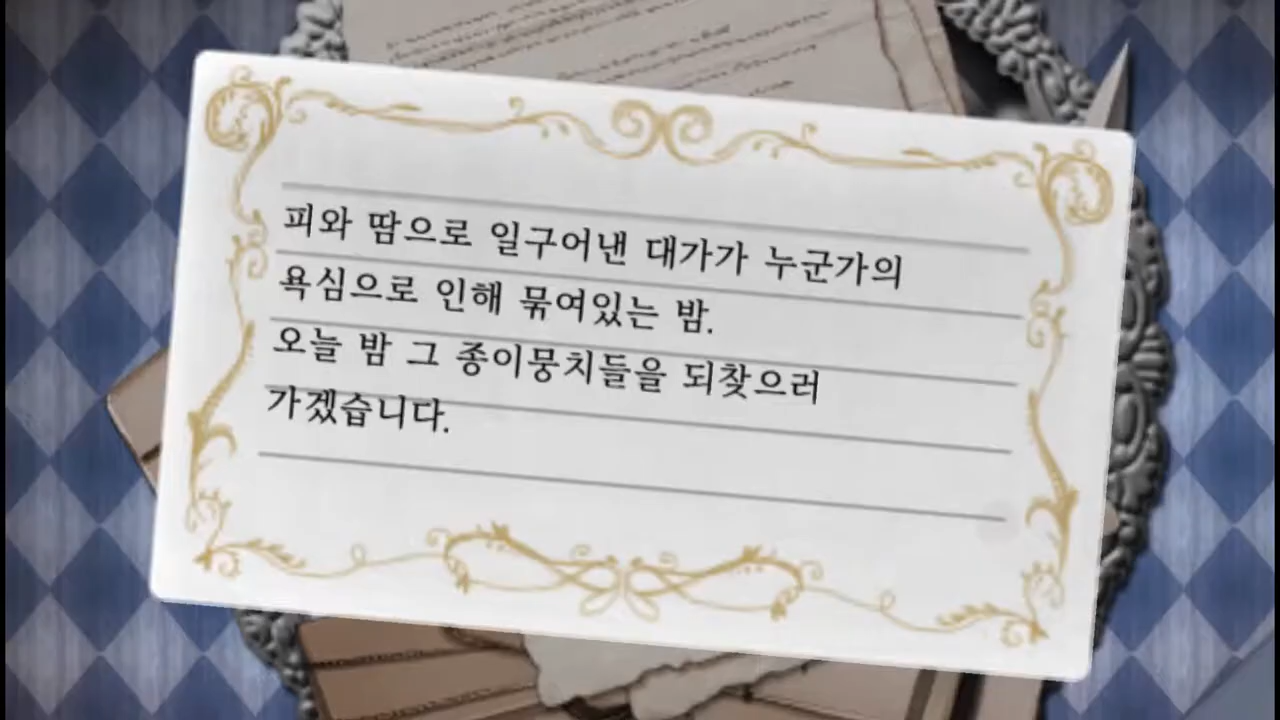 피와 땀으로 일구어낸 대가가 누군가의
욕심으로 인해 묶여있는 밤.
오늘 밤 그 종이뭉치들을 되찾으러
가겠습니다.